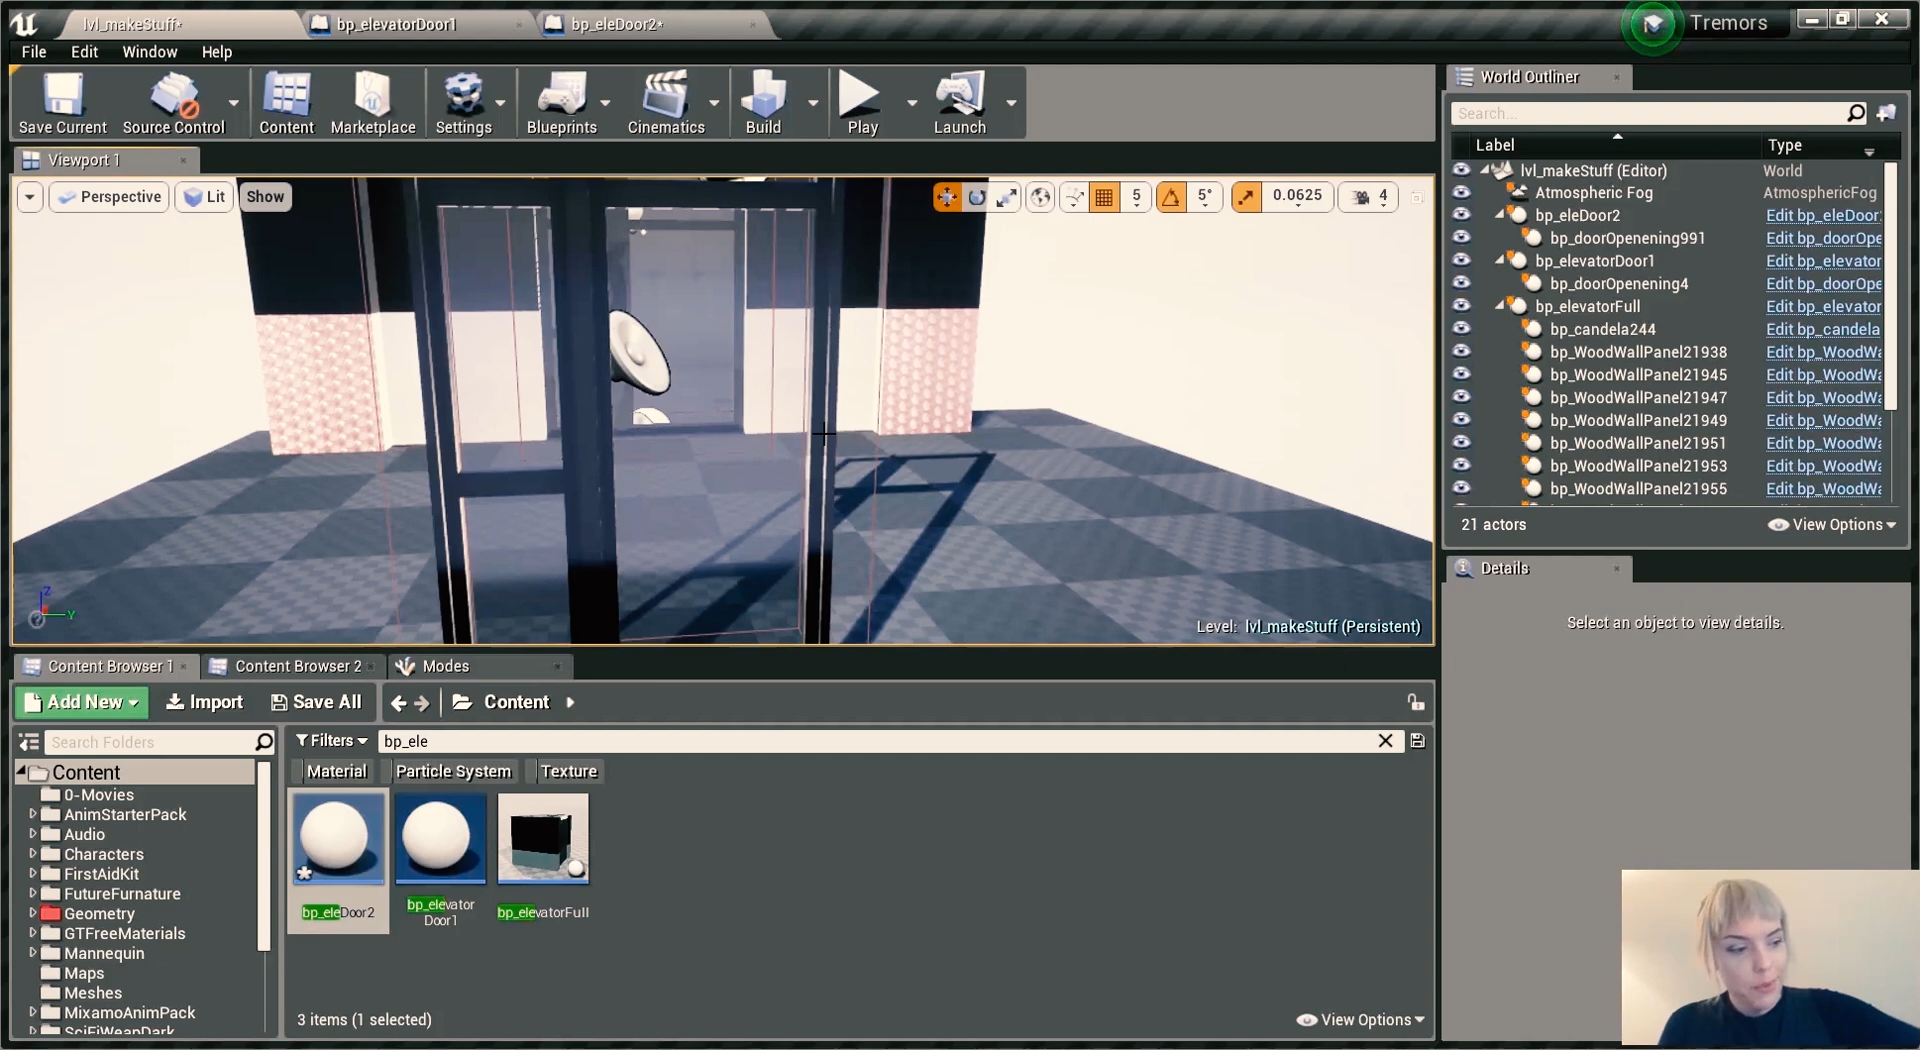 lvl_makeStuff*
bp_elevatorDoor1
bp_eleDoor2*
Tremors
File Edit Window Help
Save Current
Source Control
Content
Marketplace
Settings
Blueprints
Cinematics
Build
Play
Launch
Viewport 1
Perspective
Lit
Show
5
5°
0.0625
4
Level: lvl_makeStuff (Persistent)
Z
Y
World Outliner
Search...
Label Type
lvl_makeStuff (Editor) World
Atmospheric Fog AtmosphericFog
bp_eleDoor2 Edit bp_eleDoor
bp_doorOpenening991 Edit bp_doorOpe
bp_elevatorDoor1 Edit bp_elevator
bp_doorOpenening4 Edit bp_doorOpe
bp_elevatorFull Edit bp_elevator
bp_candela244 Edit bp_candela
bp_WoodWallPanel21938 Edit bp_WoodWa
bp_WoodWallPanel21945 Edit bp_WoodWa
bp_WoodWallPanel21947 Edit bp_WoodWa
bp_WoodWallPanel21949 Edit bp_WoodWa
bp_WoodWallPanel21951 Edit bp_WoodWa
bp_WoodWallPanel21953 Edit bp_WoodWa
bp_WoodWallPanel21955 Edit bp_WoodWa
21 actors
View Options
Details
Select an object to view details.
Content Browser 1
Content Browser 2
Modes
Add New
Import
Save All
Content
Search Folders
Filters
bp_ele
Material
Particle System
Texture
Content
0-Movies
AnimStarterPack
Audio
Characters
FirstAidKit
FutureFurnature
Geometry
GTFreeMaterials
Mannequin
Maps
Meshes
MixamoAnimPack
SciFiWeapDark
bp_eleDoor2
bp_elevator
Door1
bp_elevatorFull
3 items (1 selected)
View Options